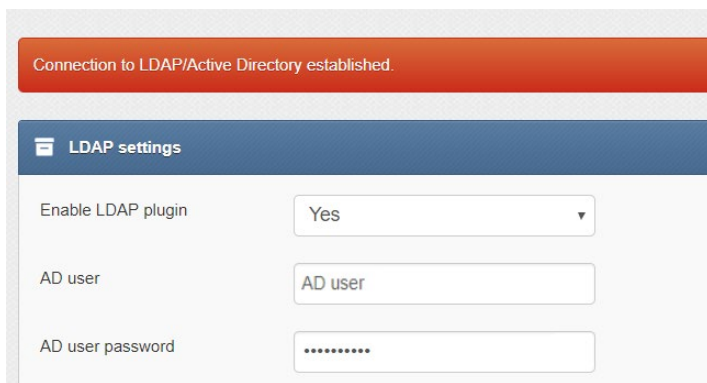 Connection to LDAP/Active Directory established.
LDAP settings
Enable LDAP plugin
Yes
AD user
AD user
AD user password
••••••••••